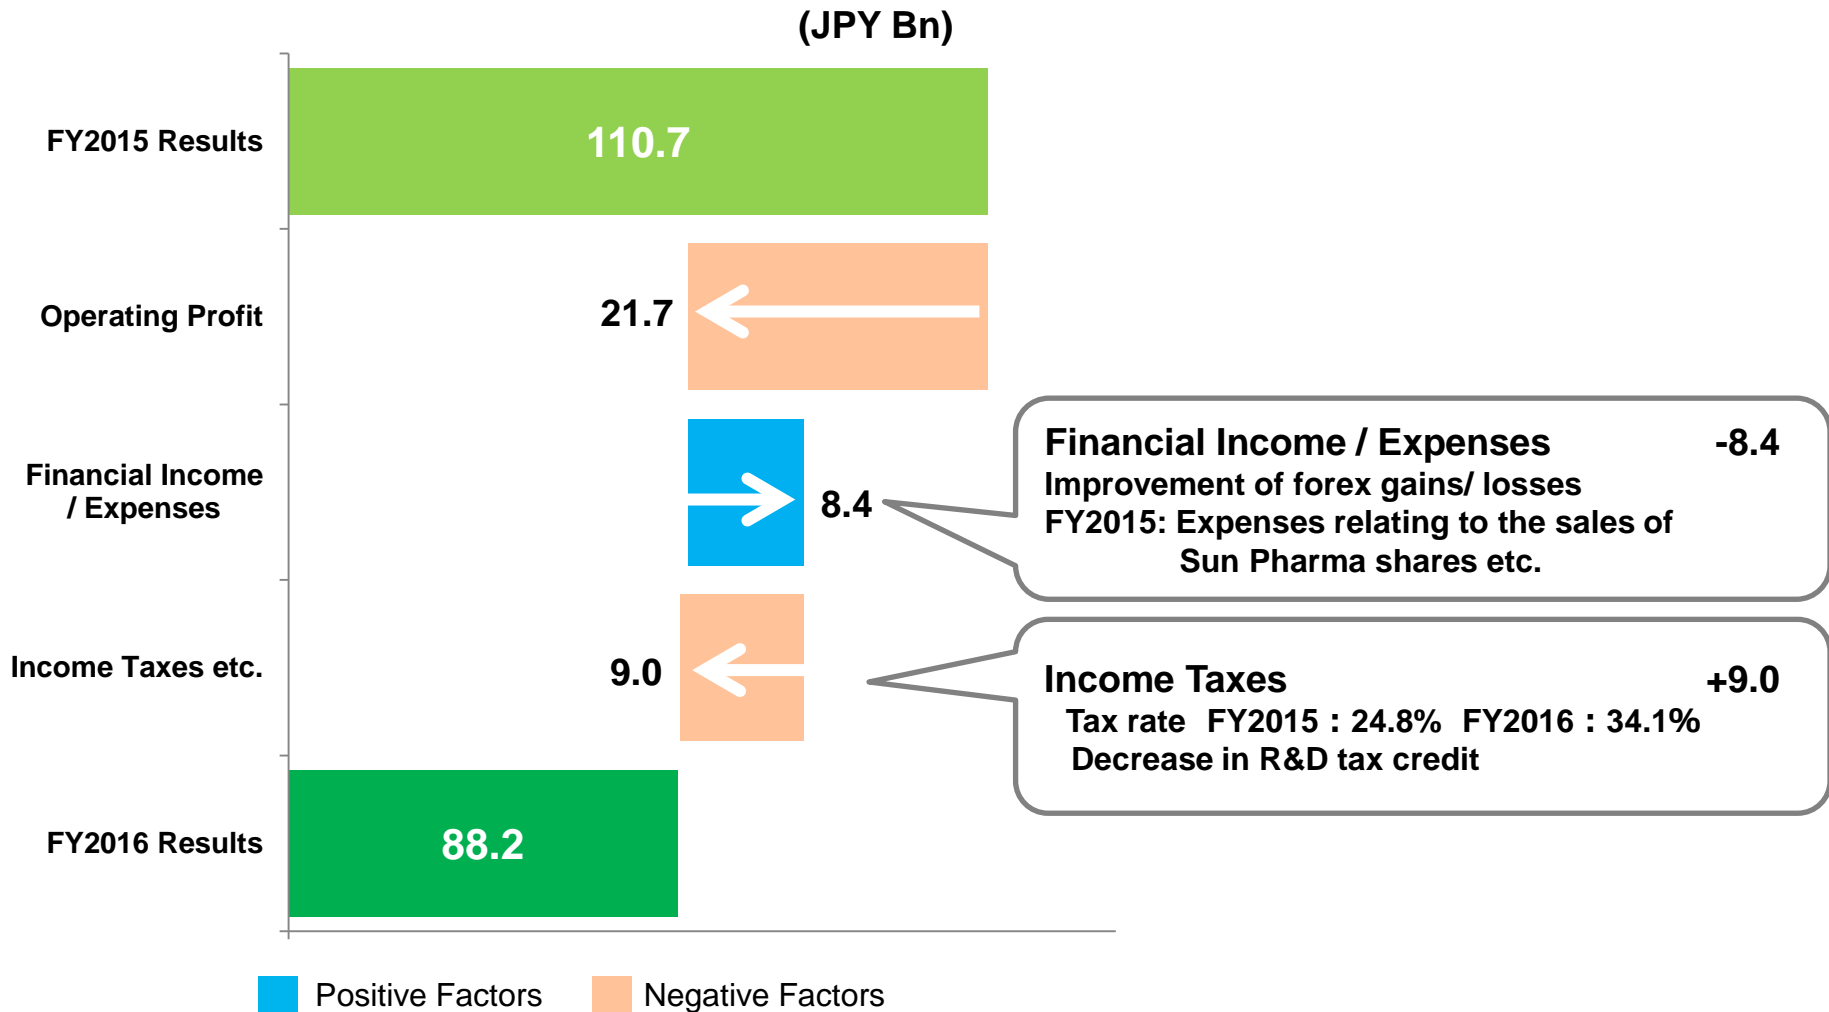 (JPY Bn)
FY2015 Results
110.7
Operating Profit
21.7
Financial Income
/ Expenses
8.4
Financial Income / Expenses -8.4
Improvement of forex gains/ losses
FY2015: Expenses relating to the sales of
Sun Pharma shares etc.
Income Taxes etc.
9.0
Income Taxes +9.0
Tax rate FY2015：24.8% FY2016：34.1%
Decrease in R&D tax credit
FY2016 Results
88.2
Positive Factors
Negative Factors